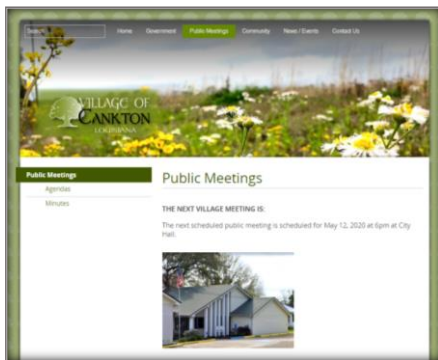 Search
Home Government Public Meetings Community News / Events Contact Us
VILLAGE OF
CANKTON
LOUISIANA
Public Meetings
Agendas
Minutes
Public Meetings
THE NEXT VILLAGE MEETING IS:
The next scheduled public meeting is scheduled for May 12, 2020 at 6pm at City
Hall.